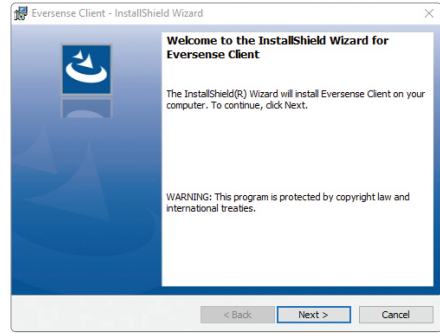 Eversense Client - InstallShield Wizard
Welcome to the InstallShield Wizard for
Eversense Client
The InstallShield(R) Wizard will install Eversense Client on your
computer. To continue, click Next.
WARNING: This program is protected by copyright law and
international treaties.
< Back Next > Cancel